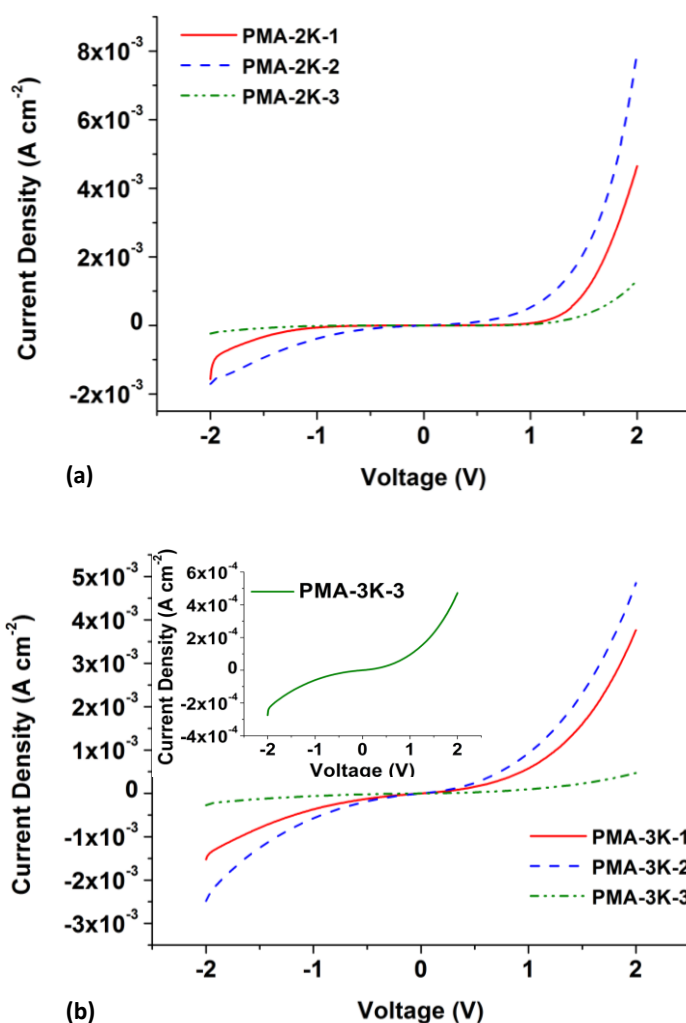 PMA-2K-1
PMA-2K-2
PMA-2K-3
8x10⁻³
6x10⁻³
4x10⁻³
2x10⁻³
0
-2x10⁻³
Current Density (A cm⁻²)
-2 -1 0 1 2
Voltage (V)
(a)
5x10⁻³
4x10⁻³
3x10⁻³
2x10⁻³
1x10⁻³
0
-1x10⁻³
-2x10⁻³
-3x10⁻³
Current Density (A cm⁻²)
6x10⁻⁴
4x10⁻⁴
2x10⁻⁴
0
-2x10⁻⁴
-4x10⁻⁴
Current Density (A cm⁻²)
PMA-3K-3
-2 -1 0 1 2
Voltage (V)
PMA-3K-1
PMA-3K-2
PMA-3K-3
-2 -1 0 1 2
Voltage (V)
(b)